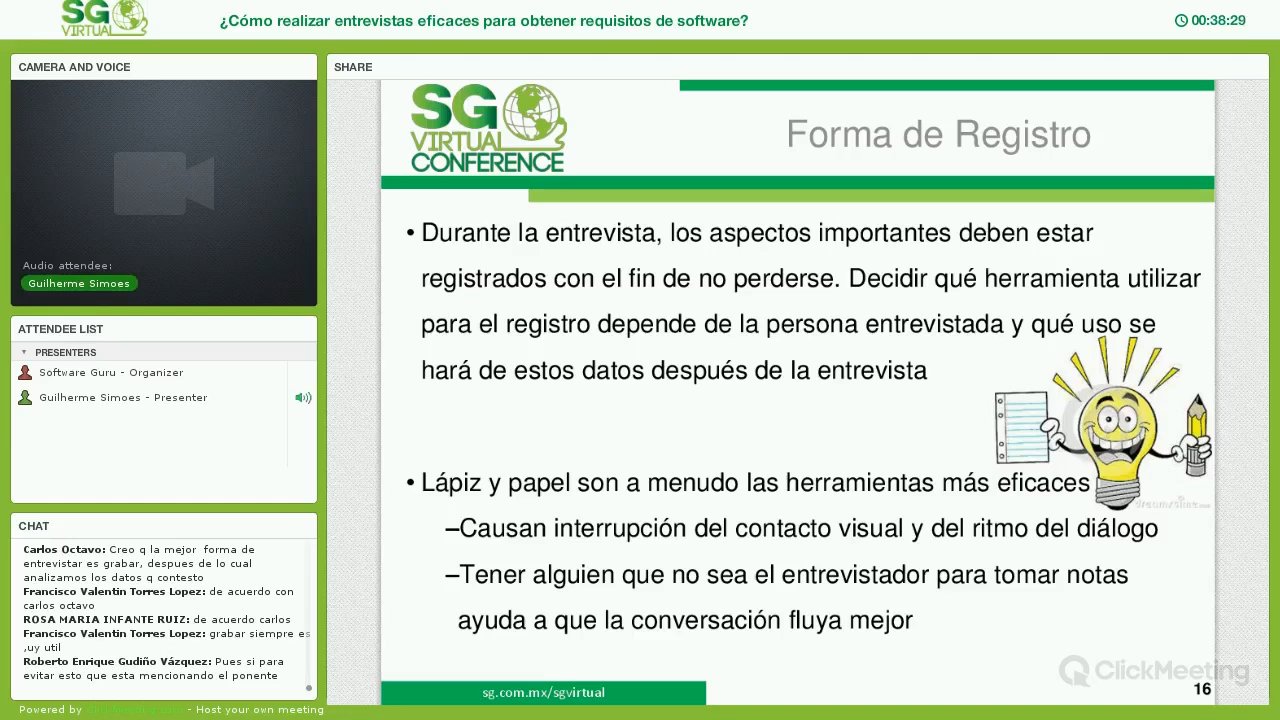 SG
VIRTUAL
¿Cómo realizar entrevistas eficaces para obtener requisitos de software?
00:38:29
CAMERA AND VOICE
Audio attendee:
Guilherme Simoes
ATTENDEE LIST
PRESENTERS
Software Guru - Organizer
Guilherme Simoes - Presenter
CHAT
Carlos Octavo: Creo q la mejor forma de
entrevistar es grabar, despues de lo cual
analizamos los datos q contesto
Francisco Valentin Torres Lopez: de acuerdo con
carlos octavo
ROSA MARIA INFANTE RUIZ: de acuerdo carlos
Francisco Valentin Torres Lopez: grabar siempre es
,uy util
Roberto Enrique Gudiño Vázquez: Pues si para
evitar esto que esta mencionando el ponente
Powered by - Host your own meeting
SHARE
SG
VIRTUAL
CONFERENCE
Forma de Registro
• Durante la entrevista, los aspectos importantes deben estar
registrados con el fin de no perderse. Decidir qué herramienta utilizar
para el registro depende de la persona entrevistada y qué uso se
hará de estos datos después de la entrevista
• Lápiz y papel son a menudo las herramientas más eficaces
–Causan interrupción del contacto visual y del ritmo del diálogo
–Tener alguien que no sea el entrevistador para tomar notas
ayuda a que la conversación fluya mejor
dreamstime
ClickMeeting
sg.com.mx/sgvirtual
16